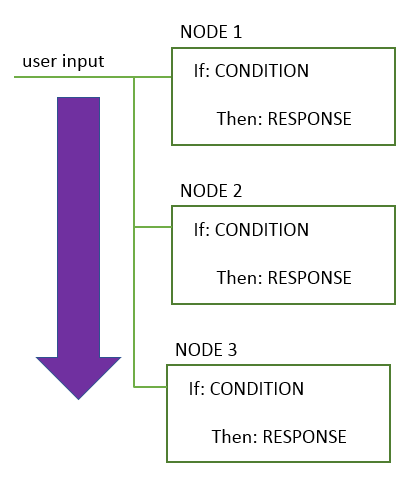 NODE 1
user input
If: CONDITION
Then: RESPONSE
NODE 2
If: CONDITION
Then: RESPONSE
NODE 3
If: CONDITION
Then: RESPONSE